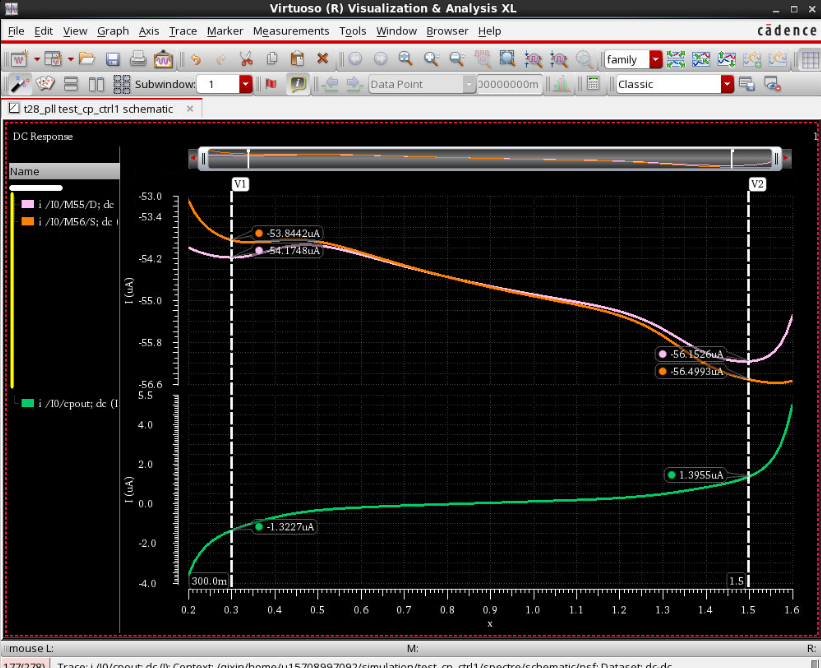 Virtuoso (R) Visualization & Analysis XL
File Edit View Graph Axis Trace Marker Measurements Tools Window Browser Help
cādence
family
Subwindow: 1
Data Point
00000000m
Classic
t28_pll test_cp_ctrl1 schematic
DC Response
1
Name
i /I0/M55/D; dc
i /I0/M56/S; dc (
i /I0/cpout; dc (I
V1
V2
-53.0
-53.4
-54.2
-55.0
-55.8
-56.6
I (uA)
-53.8442uA
-54.1748uA
-56.1526uA
-56.4993uA
5.5
4.0
2.0
0.0
-2.0
-4.0
I (uA)
1.3955uA
-1.3227uA
300.0m
1.5
0.2 0.3 0.4 0.5 0.6 0.7 0.8 0.9 1.0 1.1 1.2 1.3 1.4 1.5 1.6
x
mouse L: M: R:
177(278) Trace: i /I0/cpout; dc (I); Context: /qixin/home/u15708997092/simulation/test_cp_ctrl1/spectre/schematic/psf; Dataset: dc-dc